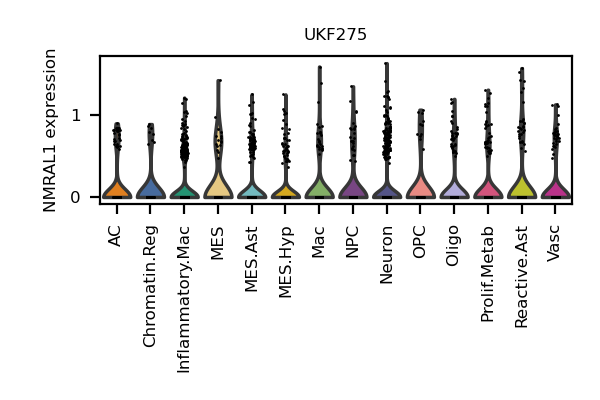 UKF275
NMRAL1 expression
1
0
AC
Chromatin.Reg
Inflammatory.Mac
MES
MES.Ast
MES.Hyp
Mac
NPC
Neuron
OPC
Oligo
Prolif.Metab
Reactive.Ast
Vasc